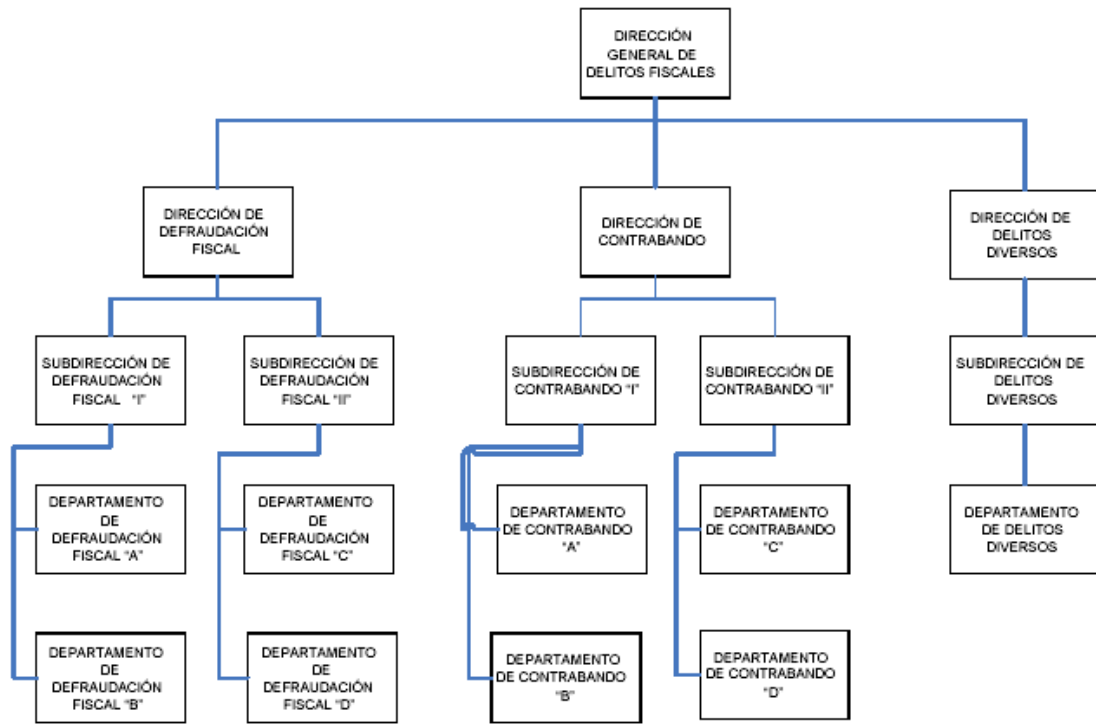 DIRECCIÓN
GENERAL DE
DELITOS FISCALES
DIRECCIÓN DE
DEFRAUDACIÓN
FISCAL
DIRECCIÓN DE
CONTRABANDO
DIRECCIÓN DE
DELITOS
DIVERSOS
SUBDIRECCIÓN DE
DEFRAUDACIÓN
FISCAL "I"
SUBDIRECCIÓN DE
DEFRAUDACIÓN
FISCAL "II"
SUBDIRECCIÓN DE
CONTRABANDO "I"
SUBDIRECCIÓN DE
CONTRABANDO "II"
SUBDIRECCIÓN DE
DELITOS
DIVERSOS
DEPARTAMENTO
DE
DEFRAUDACIÓN
FISCAL "A"
DEPARTAMENTO
DE
DEFRAUDACIÓN
FISCAL "C"
DEPARTAMENTO
DE CONTRABANDO
"A"
DEPARTAMENTO
DE CONTRABANDO
"C"
DEPARTAMENTO
DE DELITOS
DIVERSOS
DEPARTAMENTO
DE
DEFRAUDACIÓN
FISCAL "B"
DEPARTAMENTO
DE
DEFRAUDACIÓN
FISCAL "D"
DEPARTAMENTO
DE CONTRABANDO
"B"
DEPARTAMENTO
DE CONTRABANDO
"D"